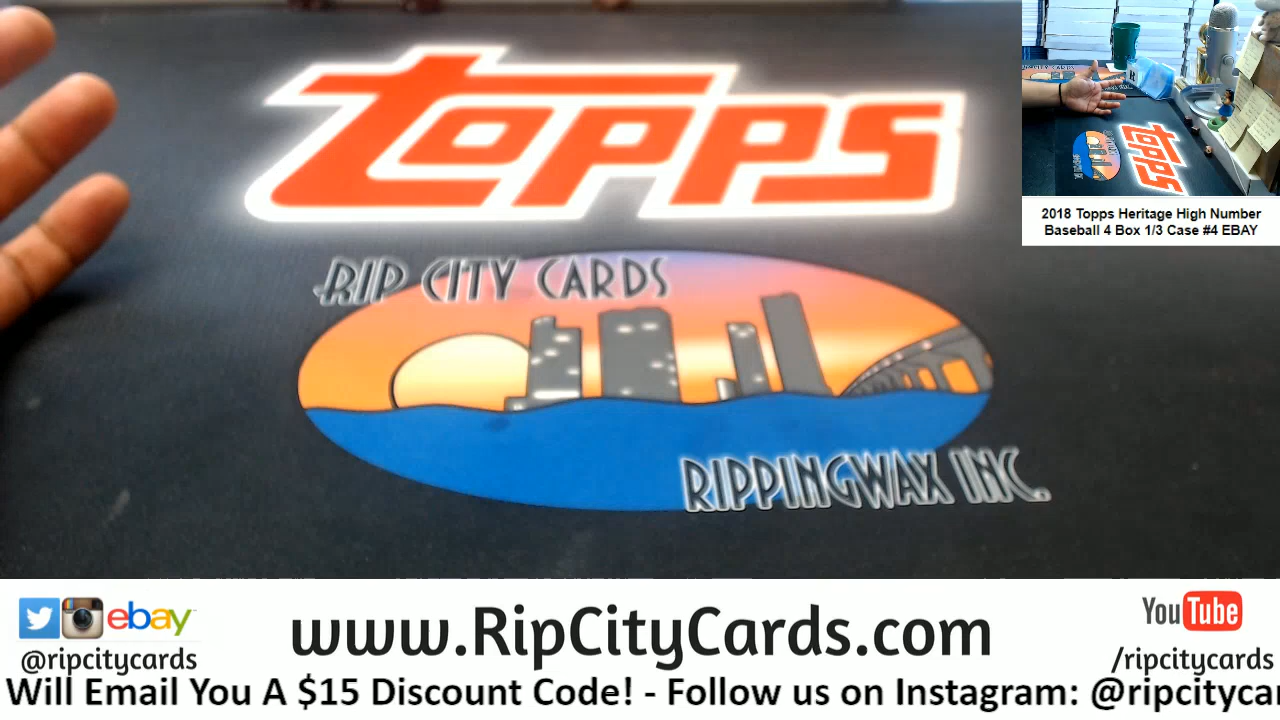 topps
RIP CITY CARDS
RIPPINGWAX INC.
2018 Topps Heritage High Number
Baseball 4 Box 1/3 Case #4 EBAY
ebay
@ripcitycards
www.RipCityCards.com
YouTube
/ripcitycards
Will Email You A $15 Discount Code! - Follow us on Instagram: @ripcitycar